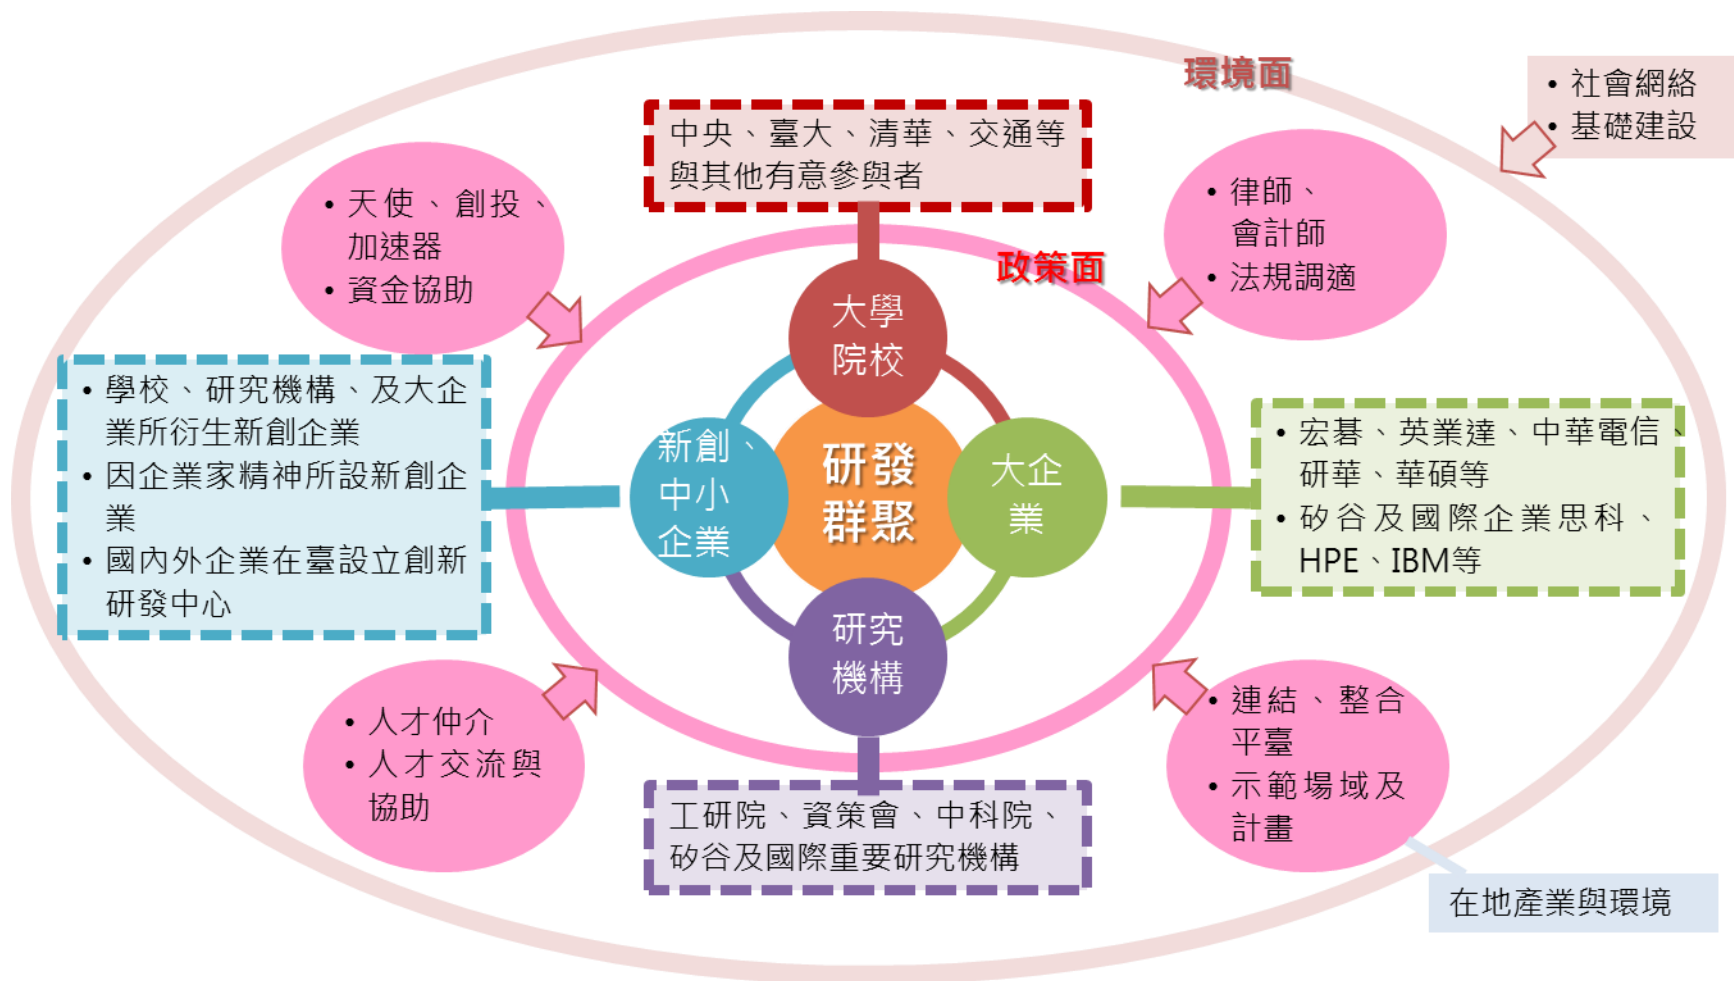 環境面
• 社會網絡
• 基礎建設
中央、臺大、清華、交通等
與其他有意參與者
• 天使、創投、
加速器
• 資金協助
• 律師、
會計師
• 法規調適
政策面
大學
院校
• 學校、研究機構、及大企
業所衍生新創企業
• 因企業家精神所設新創企
業
• 國內外企業在臺設立創新
研發中心
新創、
中小
企業
研發
群聚
大企
業
• 宏碁、英業達、中華電信、
研華、華碩等
• 矽谷及國際企業思科、
HPE、IBM等
研究
機構
• 人才仲介
• 人才交流與
協助
• 連結、整合
平臺
• 示範場域及
計畫
工研院、資策會、中科院、
矽谷及國際重要研究機構
在地產業與環境